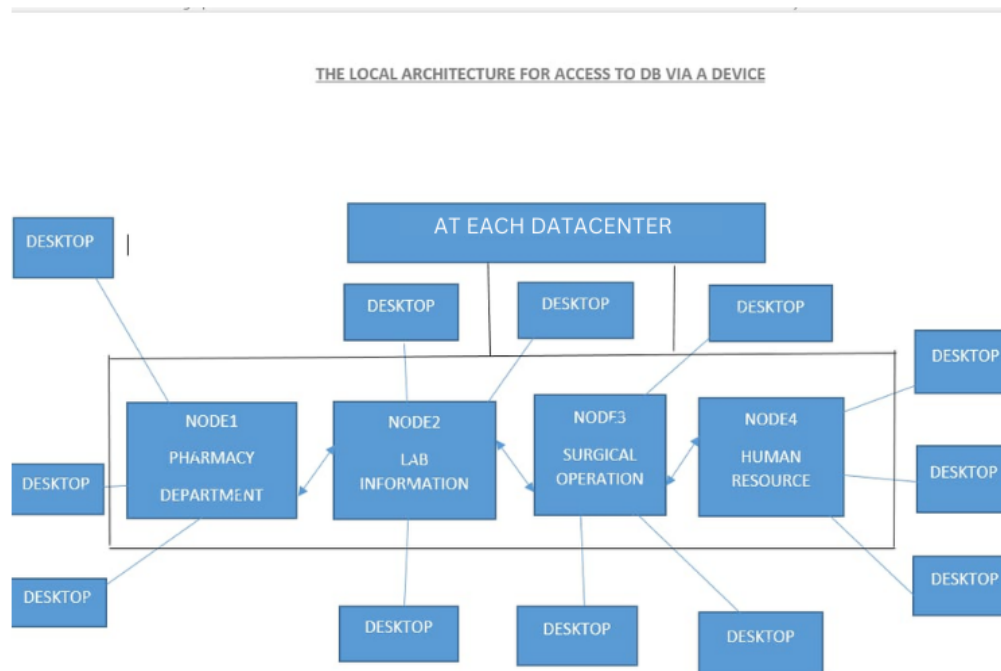 THE LOCAL ARCHITECTURE FOR ACCESS TO DB VIA A DEVICE
AT EACH DATACENTER
DESKTOP
DESKTOP
DESKTOP
DESKTOP
DESKTOP
NODE1
PHARMACY
DEPARTMENT
NODE2
LAB
INFORMATION
NODE3
SURGICAL
OPERATION
NODE4
HUMAN
RESOURCE
DESKTOP
DESKTOP
DESKTOP
DESKTOP
DESKTOP
DESKTOP
DESKTOP